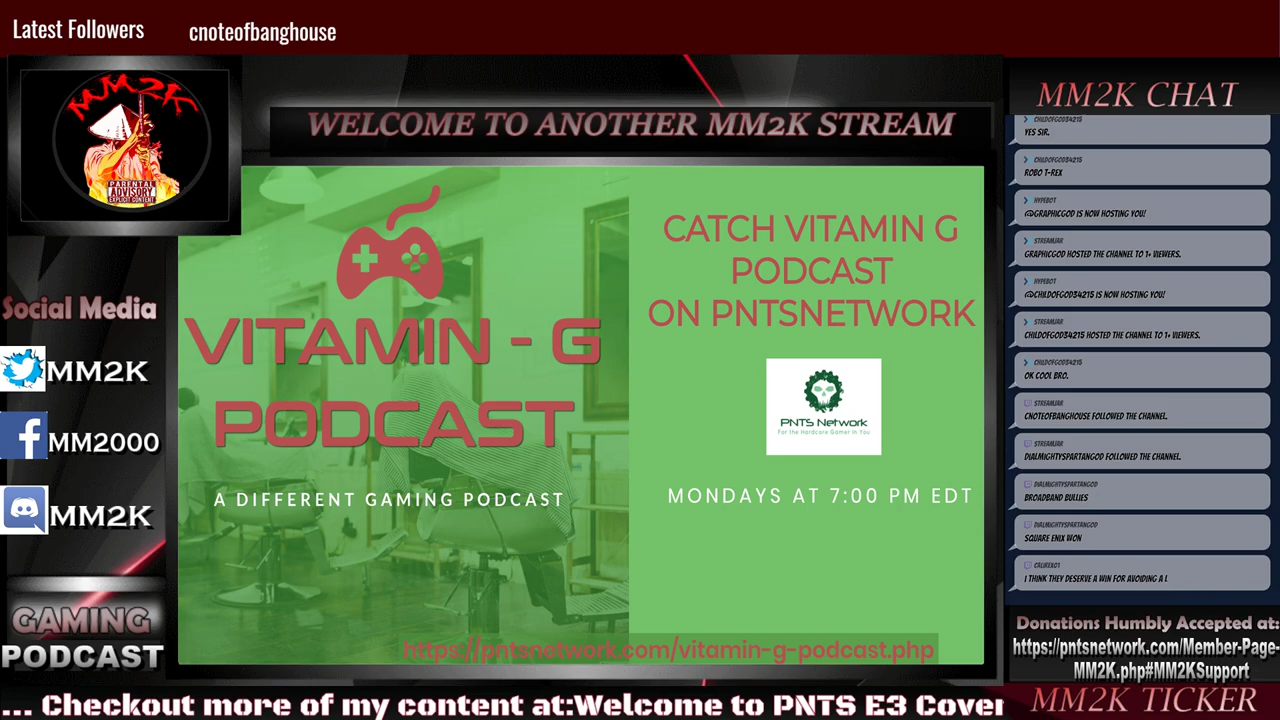 Latest Followers
cnoteofbanghouse
MM2K
PARENTAL
ADVISORY
EXPLICIT CONTENT
WELCOME TO ANOTHER MM2K STREAM
Social Media
MM2K
MM2000
MM2K
GAMING
PODCAST
VITAMIN - G
PODCAST
A DIFFERENT GAMING PODCAST
CATCH VITAMIN G
PODCAST
ON PNTSNETWORK
PNTS Network
For the Hardcore Gamer in You
MONDAYS AT 7:00 PM EDT
https://pntsnetwork.com/vitamin-g-podcast.php
MM2K CHAT
CHILDOFGOD34215
YES SIR.
CHILDOFGOD34215
ROBO T-REX
HYPEBOT
@GRAPHICGOD IS NOW HOSTING YOU!
STREAMJAR
GRAPHICGOD HOSTED THE CHANNEL TO 1+ VIEWERS.
HYPEBOT
@CHILDOFGOD34215 IS NOW HOSTING YOU!
STREAMJAR
CHILDOFGOD34215 HOSTED THE CHANNEL TO 1+ VIEWERS.
CHILDOFGOD34215
OK COOL BRO.
STREAMJAR
CNOTEOFBANGHOUSE FOLLOWED THE CHANNEL.
STREAMJAR
DIALMIGHTYSPARTANGOD FOLLOWED THE CHANNEL.
DIALMIGHTYSPARTANGOD
BROADBAND BULLIES
DIALMIGHTYSPARTANGOD
SQUARE ENIX WON
CALIREX01
I THINK THEY DESERVE A WIN FOR AVOIDING A L
Donations Humbly Accepted at:
https://pntsnetwork.com/Member-Page-
MM2K.php#MM2KSupport
... Checkout more of my content at:Welcome to PNTS E3 Cover
MM2K TICKER